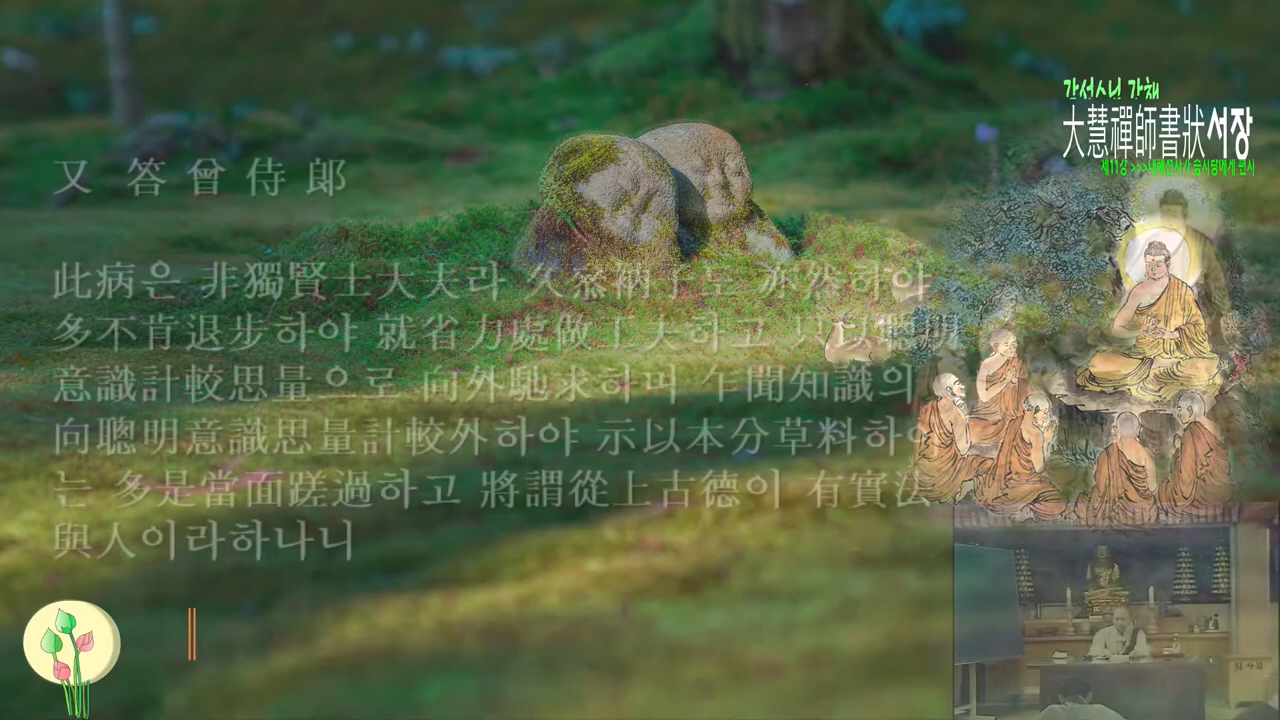 又 答 曾 侍 郞
此病은 非獨賢士大夫라 久參衲子도 亦然하야
多不肯退步하야 就省力處做工夫하고 只以聰明
意識計較思量으로 向外馳求하며 乍聞知識의
向聰明意識思量計較外하야 示以本分草料하야
는 多是當面蹉過하고 將謂從上古德이 有實法
與人이라하나니
강설
大慧禪師書狀서장
제11강 >>>